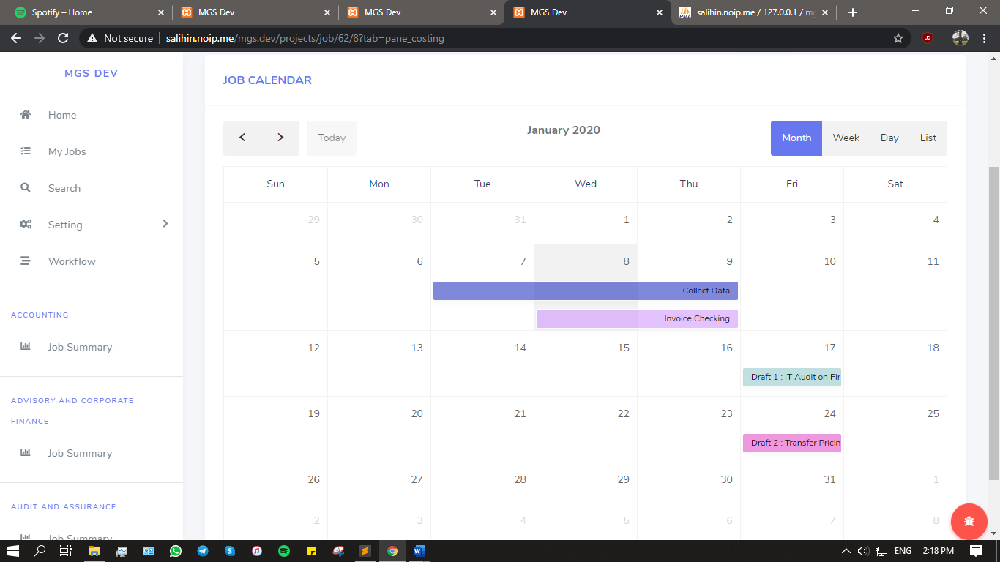 Spotify – Home
MGS Dev
MGS Dev
MGS Dev
salihin.noip.me / 127.0.0.1 /
Not secure
salihin.noip.me/mgs.dev/projects/job/62/8?tab=pane_costing
MGS DEV
Home
My Jobs
Search
Setting
Workflow
ACCOUNTING
Job Summary
ADVISORY AND CORPORATE
FINANCE
Job Summary
AUDIT AND ASSURANCE
Job Summary
JOB CALENDAR
Today
January 2020
Month Week Day List
Sun Mon Tue Wed Thu Fri Sat
29 30 31 1 2 3 4
5 6 7 8 9 10 11
Collect Data
Invoice Checking
12 13 14 15 16 17 18
Draft 1 : IT Audit on Fin
19 20 21 22 23 24 25
Draft 2 : Transfer Pricin
26 27 28 29 30 31 1
2 3 4 5 6 7 8
ENG
2:18 PM